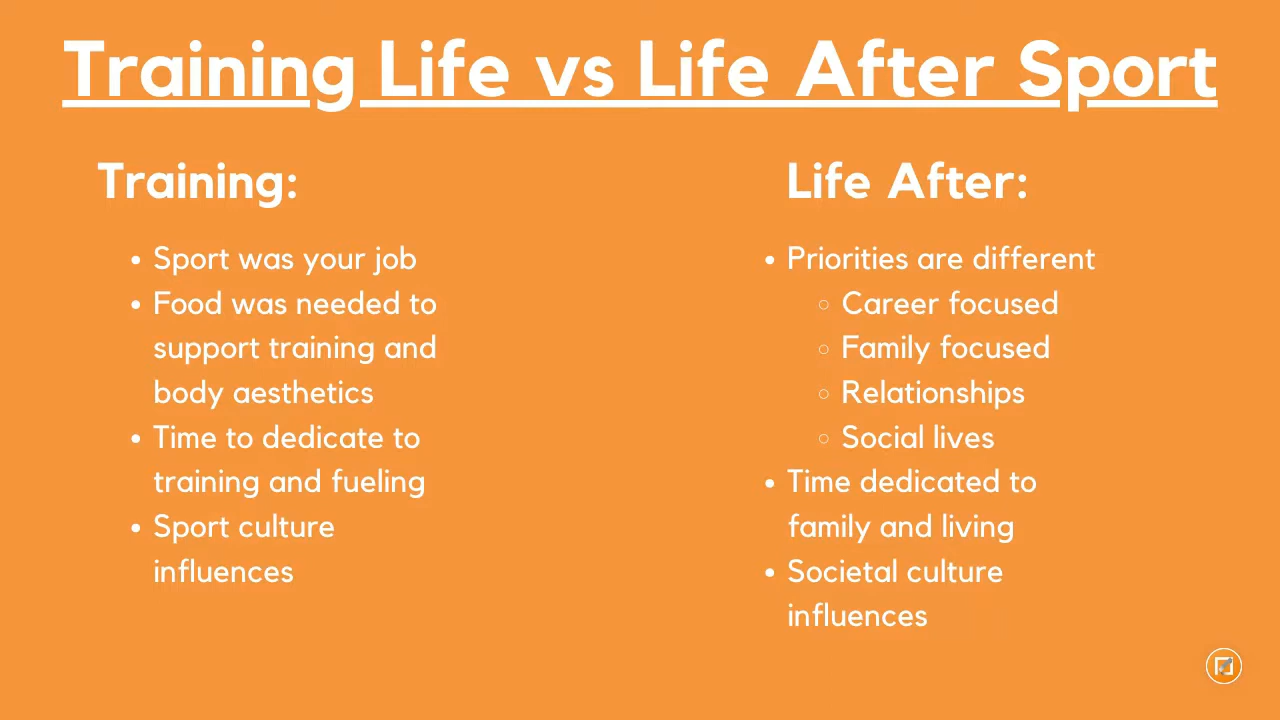 Training Life vs Life After Sport
Training:
• Sport was your job
• Food was needed to
support training and
body aesthetics
• Time to dedicate to
training and fueling
• Sport culture
influences
Life After:
• Priorities are different
◦ Career focused
◦ Family focused
◦ Relationships
◦ Social lives
• Time dedicated to
family and living
• Societal culture
influences